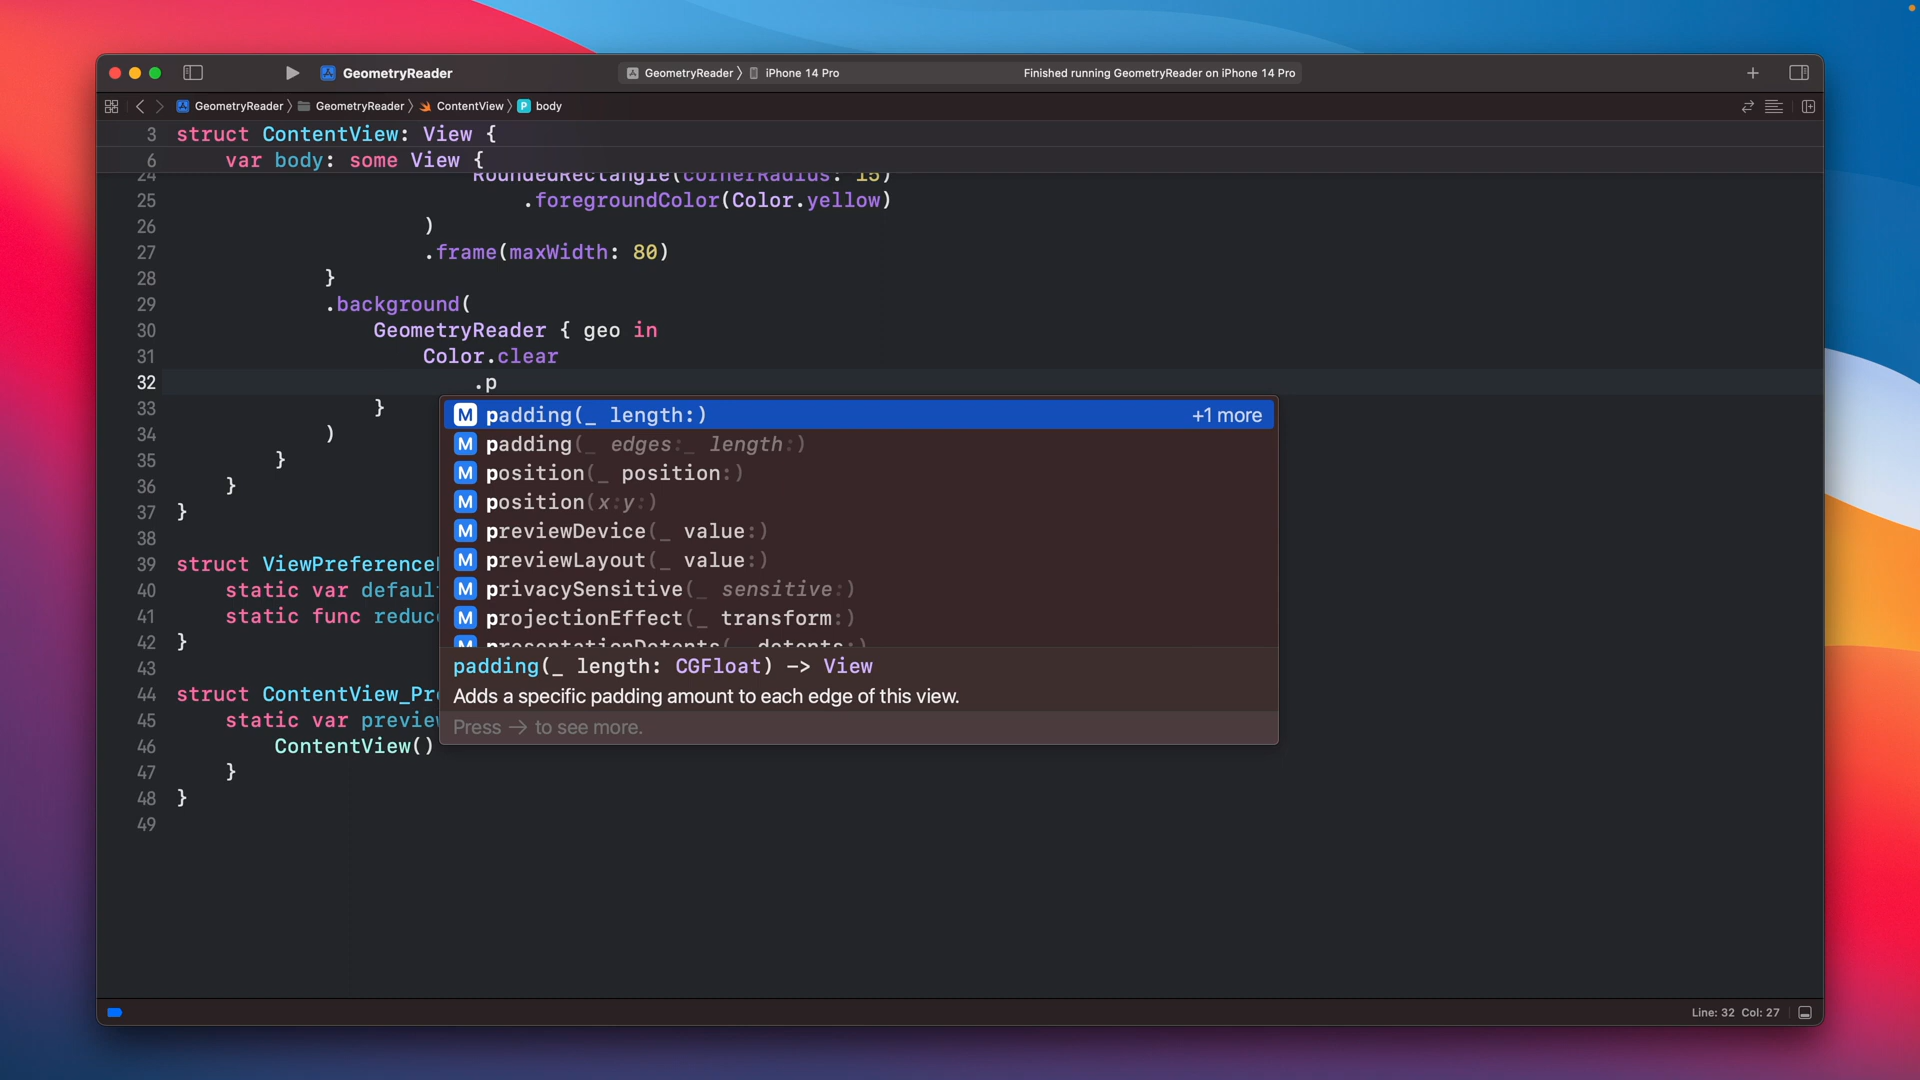 GeometryReader
GeometryReader 〉 iPhone 14 Pro
Finished running GeometryReader on iPhone 14 Pro
GeometryReader 〉 GeometryReader 〉 ContentView 〉 P body
3 struct ContentView: View {
6 var body: some View {
24 RoundedRectangle(cornerRadius: 15)
25 .foregroundColor(Color.yellow)
26 )
27 .frame(maxWidth: 80)
28 }
29 .background(
30 GeometryReader { geo in
31 Color.clear
32 .p
33 }
34 )
35 }
36 }
37 }
38
39 struct ViewPreference
40 static var defaul
41 static func reduc
42 }
43
44 struct ContentView_Pr
45 static var previe
46 ContentView()
47 }
48 }
49
M padding(_ length:) +1 more
M padding(_ edges:_ length:)
M position(_ position:)
M position(x:y:)
M previewDevice(_ value:)
M previewLayout(_ value:)
M privacySensitive(_ sensitive:)
M projectionEffect(_ transform:)
M presentationDetents(_ detents:)
padding(_ length: CGFloat) -> View
Adds a specific padding amount to each edge of this view.
Press → to see more.
Line: 32 Col: 27